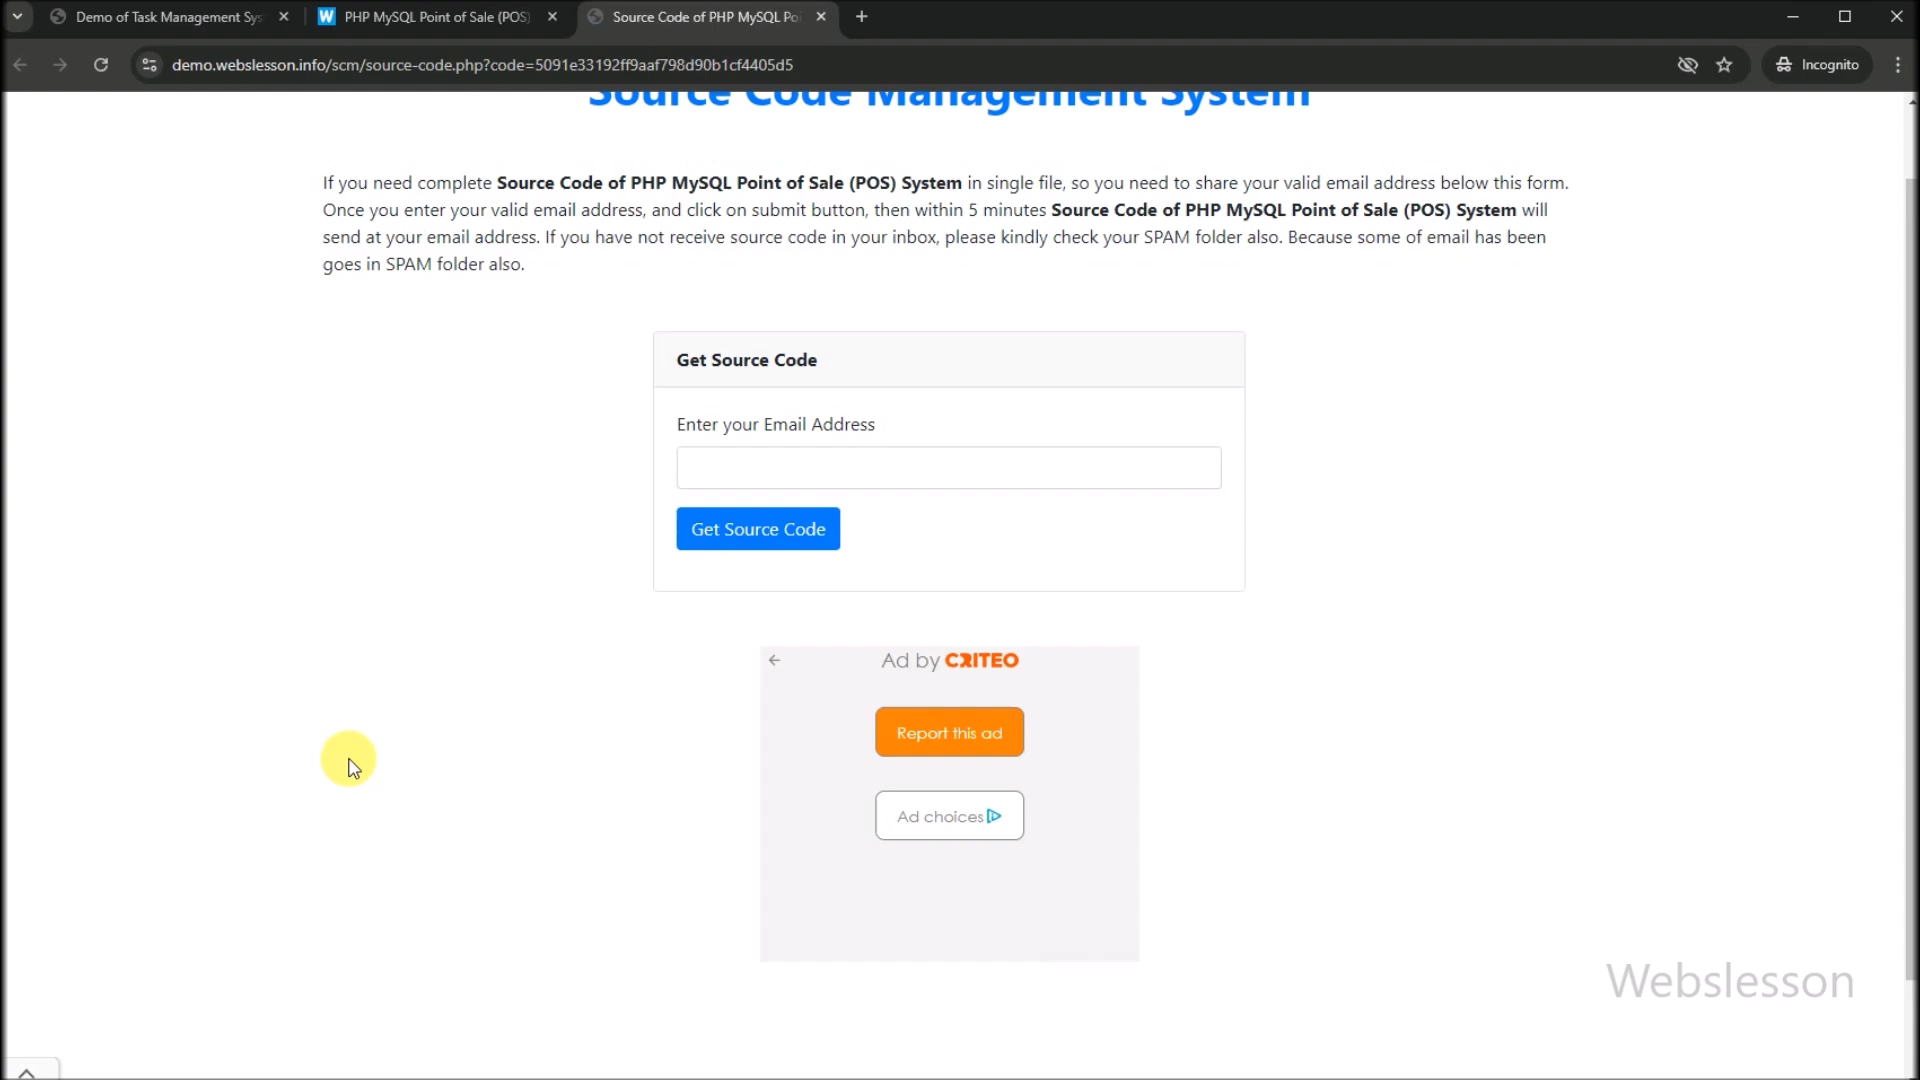 Demo of Task Management Sys
PHP MySQL Point of Sale (POS)
Source Code of PHP MySQL Poi
demo.webslesson.info/scm/source-code.php?code=5091e33192ff9aaf798d90b1cf4405d5
Incognito
Source Code Management System
If you need complete Source Code of PHP MySQL Point of Sale (POS) System in single file, so you need to share your valid email address below this form.
Once you enter your valid email address, and click on submit button, then within 5 minutes Source Code of PHP MySQL Point of Sale (POS) System will
send at your email address. If you have not receive source code in your inbox, please kindly check your SPAM folder also. Because some of email has been
goes in SPAM folder also.
Get Source Code
Enter your Email Address
Get Source Code
Ad by CRITEO
Report this ad
Ad choices
Webslesson